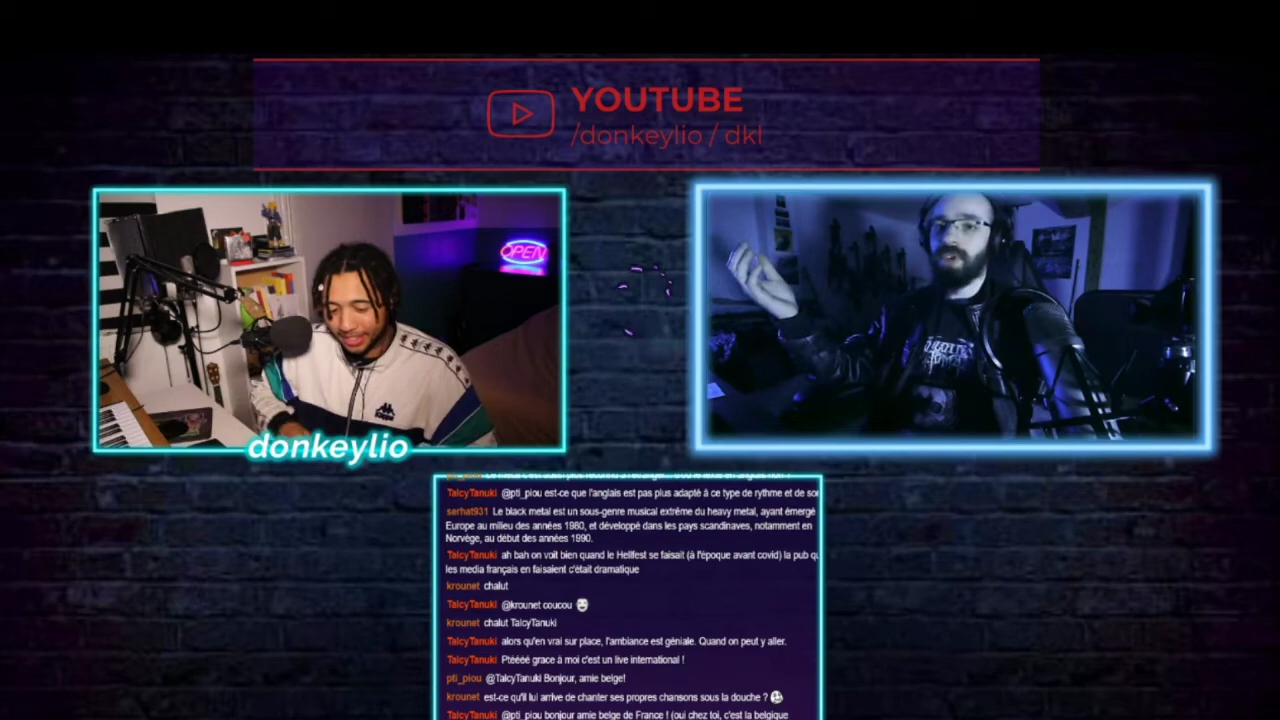 YOUTUBE
/donkeylio / dkl
OPEN
Kappa
donkeylio
TalcyTanuki @pti_piou est-ce que l'anglais est pas plus adapté à ce type de rythme et de
serhat931 Le black metal est un sous-genre musical extrême du heavy metal, ayant émergé
Europe au milieu des années 1980, et développé dans les pays scandinaves, notamment en
Norvège, au début des années 1990.
TalcyTanuki ah bah on voit bien quand le Hellfest se faisait (à l'époque avant covid) la pub
les media français en faisaient c'était dramatique
krounet chalut
TalcyTanuki @krounet coucou
krounet chalut TalcyTanuki
TalcyTanuki alors qu'en vrai sur place, l'ambiance est géniale. Quand on peut y aller.
TalcyTanuki Ptéééé grace à moi c'est un live international !
pti_piou @TalcyTanuki Bonjour, amie belge!
krounet est-ce qu'il lui arrive de chanter ses propres chansons sous la douche ?
TalcyTanuki @pti_piou bonjour amie belge de France ! (oui chez toi, c'est la belgique